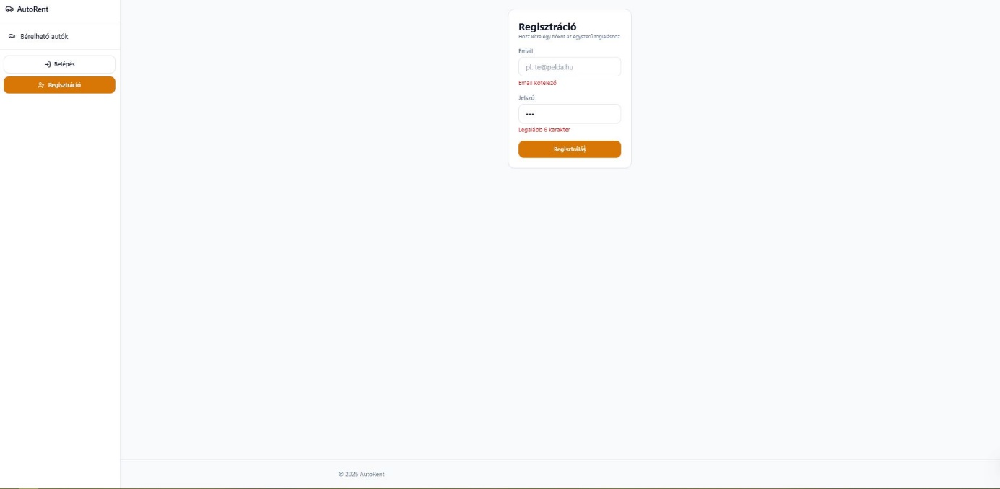 AutoRent
Bérelhető autók
Belépés
Regisztráció
Regisztráció
Hozz létre egy fiókot az egyszerű foglaláshoz.
Email
pl. te@pelda.hu
Email kötelező
Jelszó
•••
Legalább 6 karakter
Regisztrálás
© 2025 AutoRent